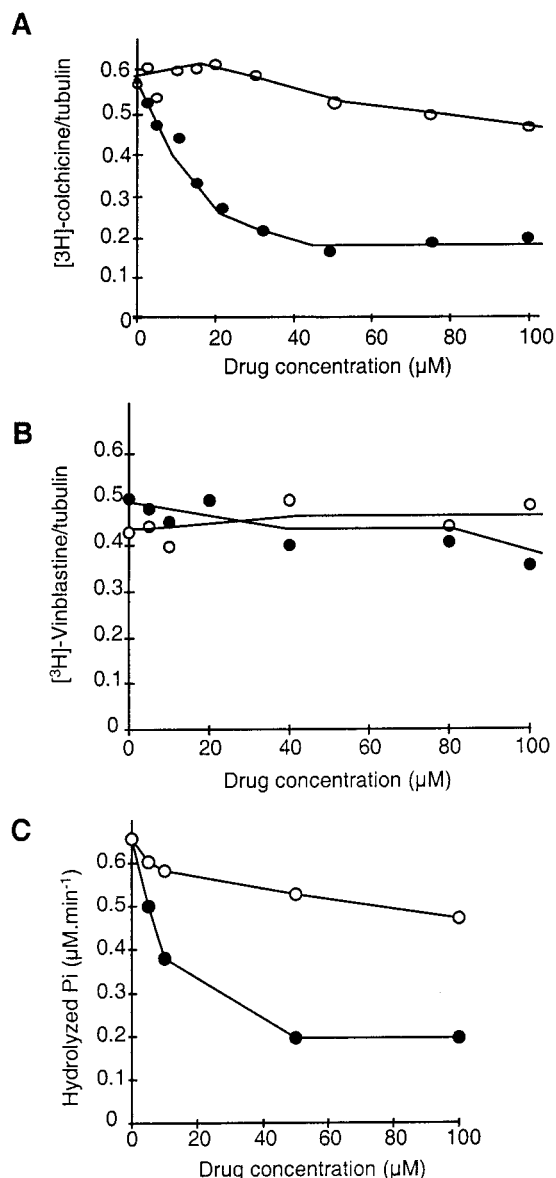 A
[3H]-colchicine/tubulin
0.6
0.5
0.4
0.3
0.2
0.1
0
0 20 40 60 80 100
Drug concentration (µM)
B
[³H]-Vinblastine/tubulin
0.6
0.5
0.4
0.3
0.2
0.1
0
0 20 40 60 80 100
Drug concentration (µM)
C
Hydrolyzed Pi (µM.min⁻¹)
0.6
0.5
0.4
0.3
0.2
0.1
0
0 20 40 60 80 100
Drug concentration (µM)